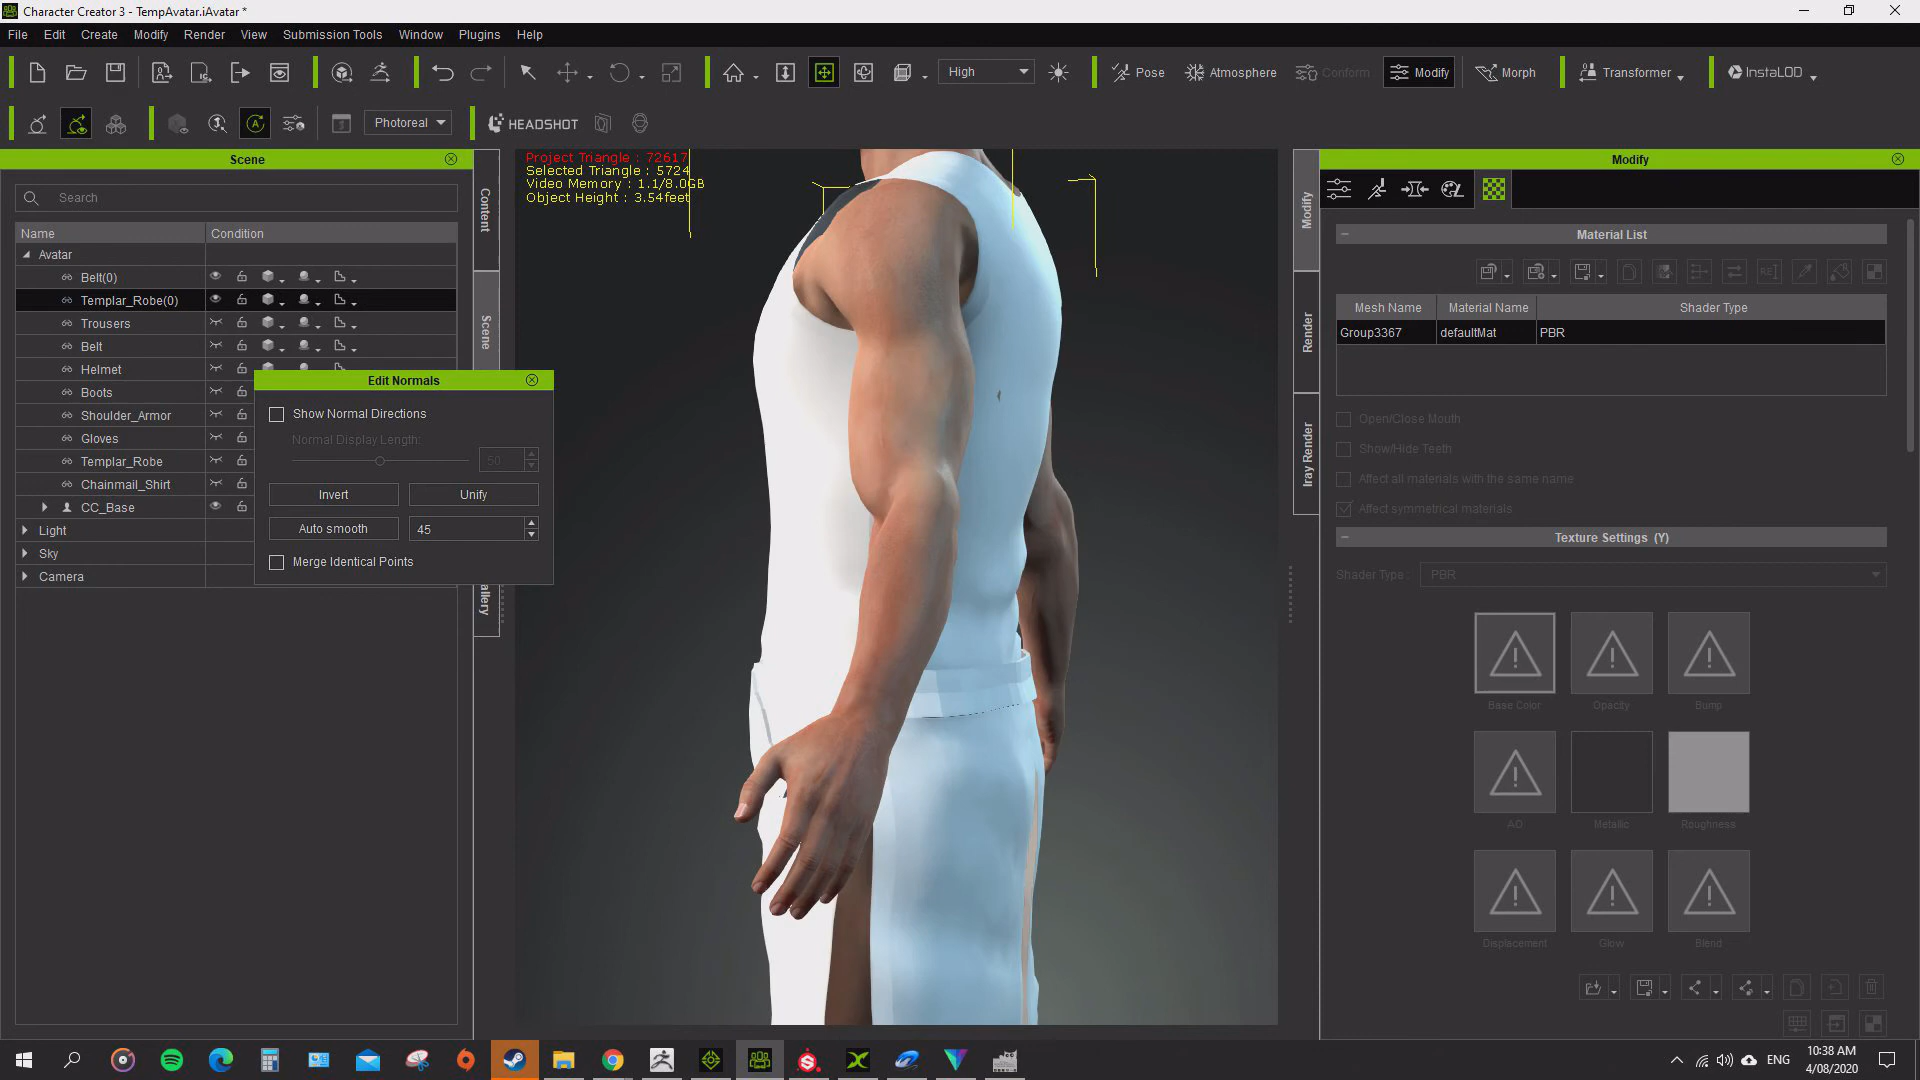 Character Creator 3 - TempAvatar.iAvatar *
File Edit Create Modify Render View Submission Tools Window Plugins Help
High Pose Atmosphere Conform Modify Morph Transformer InstaLOD
Photoreal HEADSHOT
Scene
Search
Name Condition
Avatar
Belt(0)
Templar_Robe(0)
Trousers
Belt
Helmet
Boots
Shoulder_Armor
Gloves
Templar_Robe
Chainmail_Shirt
CC_Base
Light
Sky
Camera
Edit Normals
Show Normal Directions
Normal Display Length:
50
Invert Unify
Auto smooth 45
Merge Identical Points
Content
Scene
allery
Project Triangle : 72617
Selected Triangle : 5724
Video Memory : 1.1/8.0GB
Object Height : 3.54feet
Modify
Render
Iray Render
Modify
Material List
Mesh Name Material Name Shader Type
Group3367 defaultMat PBR
Open/Close Mouth
Show/Hide Teeth
Affect all materials with the same name
Affect symmetrical materials
Texture Settings (Y)
Shader Type : PBR
Base Color Opacity Bump
AO Metallic Roughness
Displacement Glow Blend
ENG
10:38 AM
4/08/2020